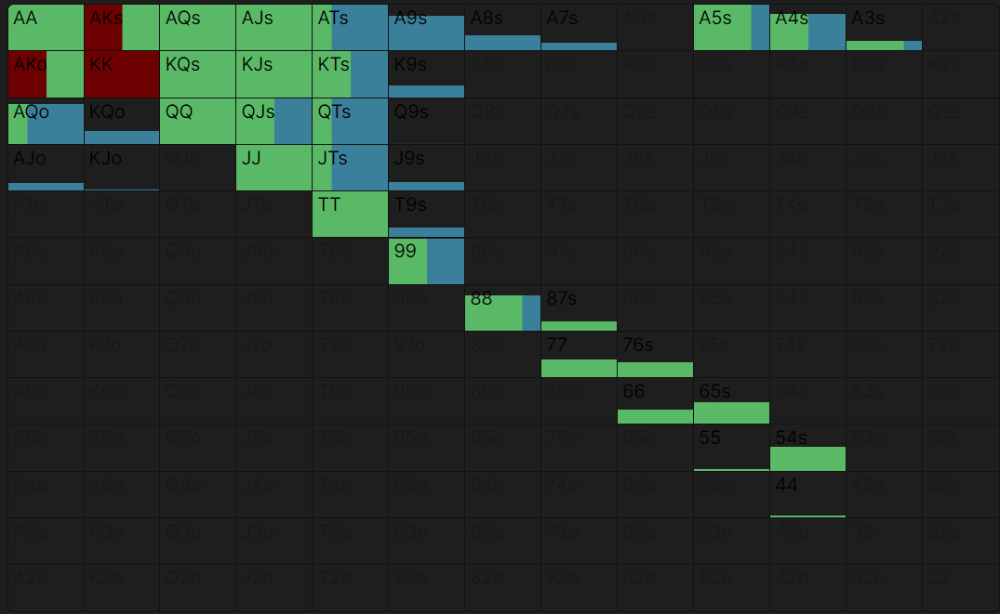 AA AKs AQs AJs ATs A9s A8s A7s A6s A5s A4s A3s A2s
AKo KK KQs KJs KTs K9s K8s K7s K6s K5s K4s K3s K2s
AQo KQo QQ QJs QTs Q9s Q8s Q7s Q6s Q5s Q4s Q3s Q2s
AJo KJo QJo JJ JTs J9s J8s J7s J6s J5s J4s J3s J2s
ATo KTo QTo JTo TT T9s T8s T7s T6s T5s T4s T3s T2s
A9o K9o Q9o J9o T9o 99 98s 97s 96s 95s 94s 93s 92s
A8o K8o Q8o J8o T8o 98o 88 87s 86s 85s 84s 83s 82s
A7o K7o Q7o J7o T7o 97o 87o 77 76s 75s 74s 73s 72s
A6o K6o Q6o J6o T6o 96o 86o 76o 66 65s 64s 63s 62s
A5o K5o Q5o J5o T5o 95o 85o 75o 65o 55 54s 53s 52s
A4o K4o Q4o J4o T4o 94o 84o 74o 64o 54o 44 43s 42s
A3o K3o Q3o J3o T3o 93o 83o 73o 63o 53o 43o 33 32s
A2o K2o Q2o J2o T2o 92o 82o 72o 62o 52o 42o 32o 22